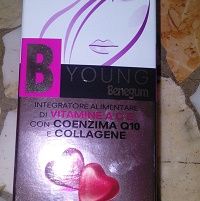 B YOUNG
Benegum
INTEGRATORE ALIMENTARE
DI VITAMINE A C E
CON COENZIMA Q10
E COLLAGENE